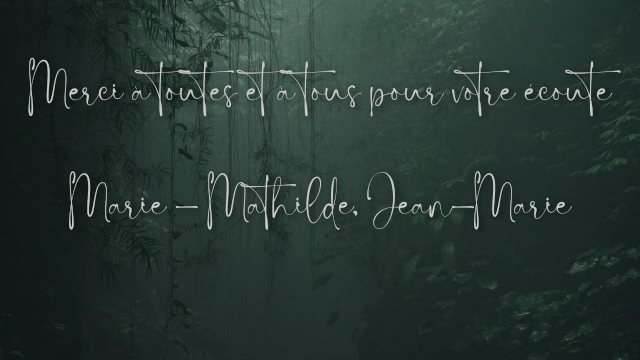 Merci à toutes et à tous pour votre écoute
Marie - Mathilde, Jean-Marie